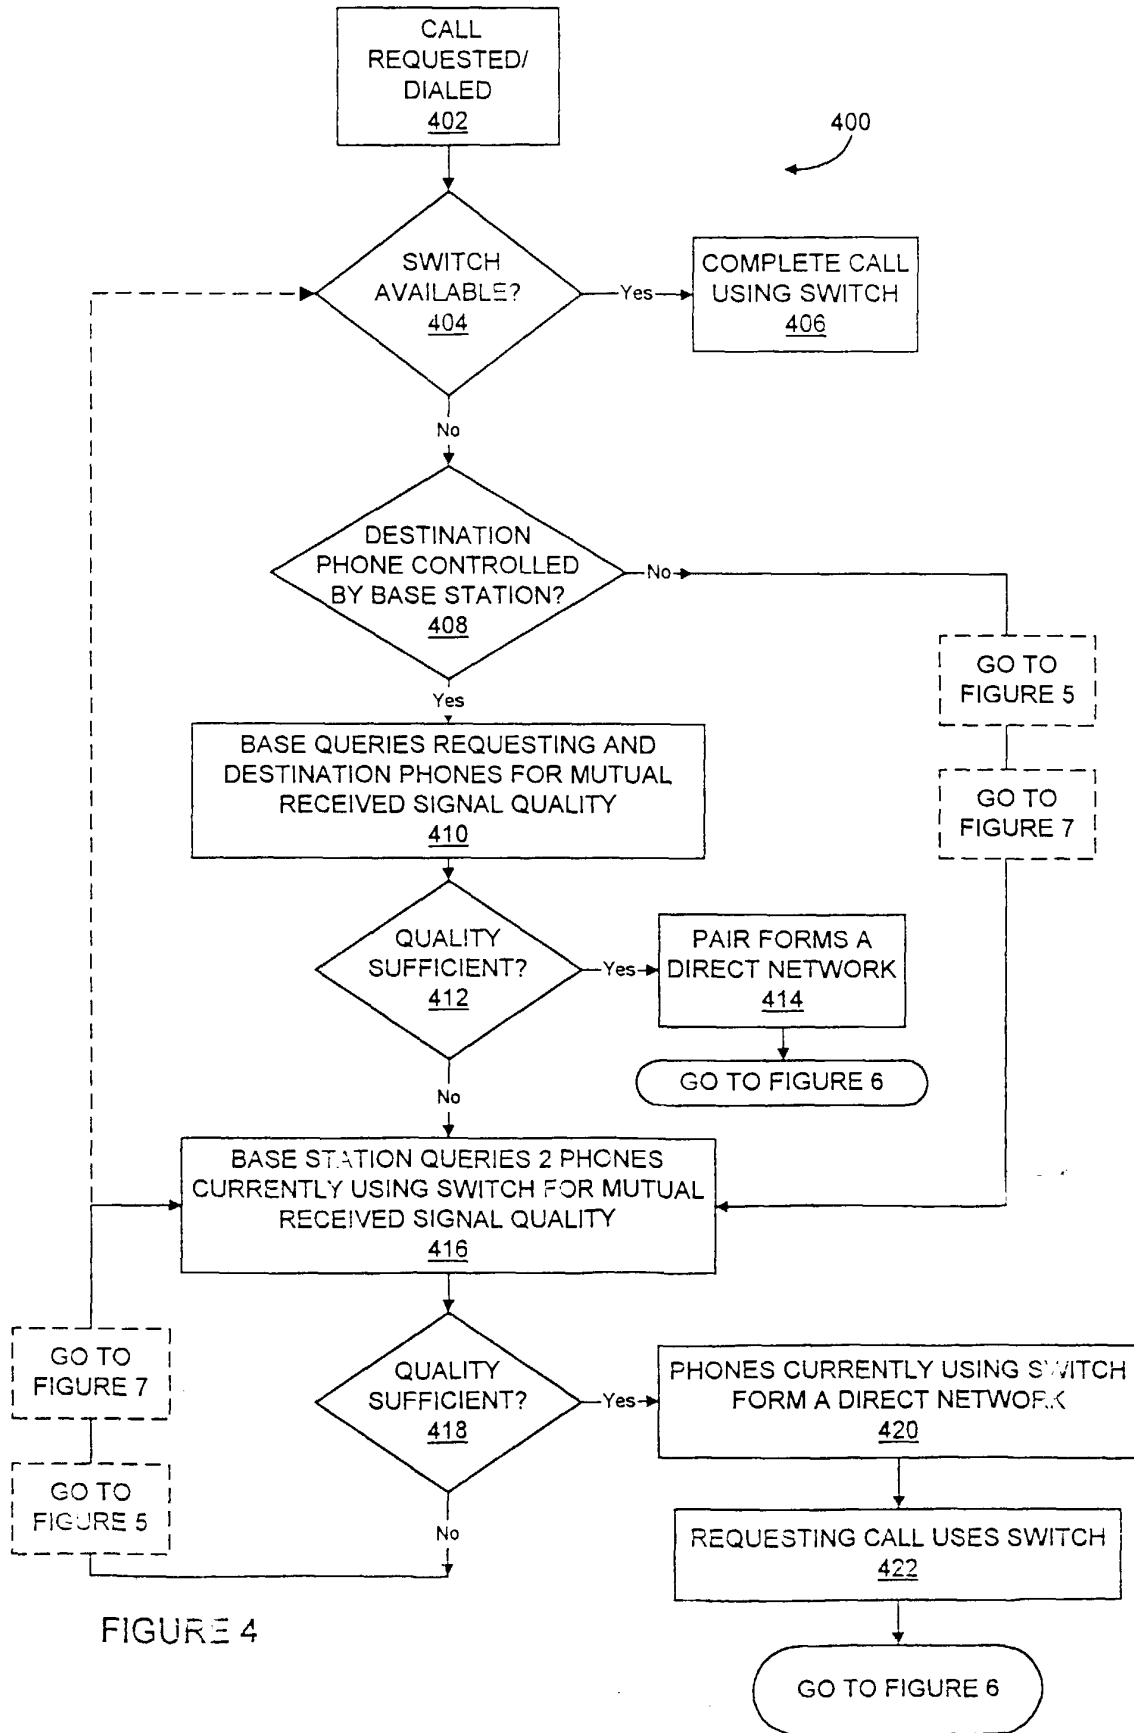 CALL
REQUESTED/
DIALED
402
400
SWITCH
AVAILABLE?
404
Yes
COMPLETE CALL
USING SWITCH
406
No
DESTINATION
PHONE CONTROLLED
BY BASE STATION?
408
No
GO TO
FIGURE 5
GO TO
FIGURE 7
Yes
BASE QUERIES REQUESTING AND
DESTINATION PHONES FOR MUTUAL
RECEIVED SIGNAL QUALITY
410
QUALITY
SUFFICIENT?
412
Yes
PAIR FORMS A
DIRECT NETWORK
414
GO TO FIGURE 6
No
BASE STATION QUERIES 2 PHONES
CURRENTLY USING SWITCH FOR MUTUAL
RECEIVED SIGNAL QUALITY
416
GO TO
FIGURE 7
QUALITY
SUFFICIENT?
418
Yes
PHONES CURRENTLY USING SWITCH
FORM A DIRECT NETWORK
420
GO TO
FIGURE 5
No
REQUESTING CALL USES SWITCH
422
GO TO FIGURE 6
FIGURE 4